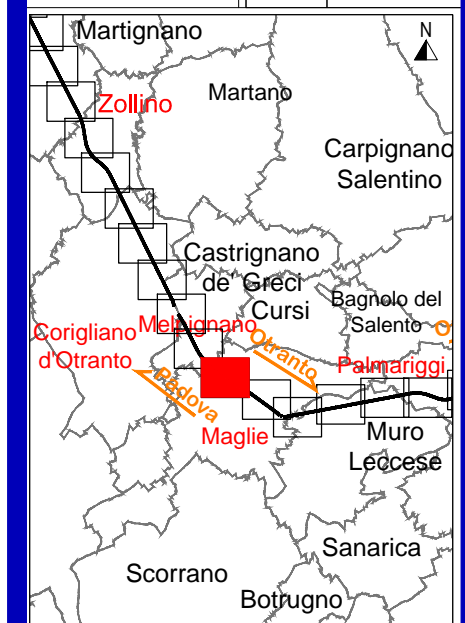 Martignano
N
Zollino
Martano
Carpignano
Salentino
Castrignano
de' Greci
Cursi
Bagnolo del
Salento
O
Melpignano
Corigliano
d'Otranto
Otranto
Palmariggi
Padova
Maglie
Muro
Leccese
Sanarica
Scorrano
Botrugno